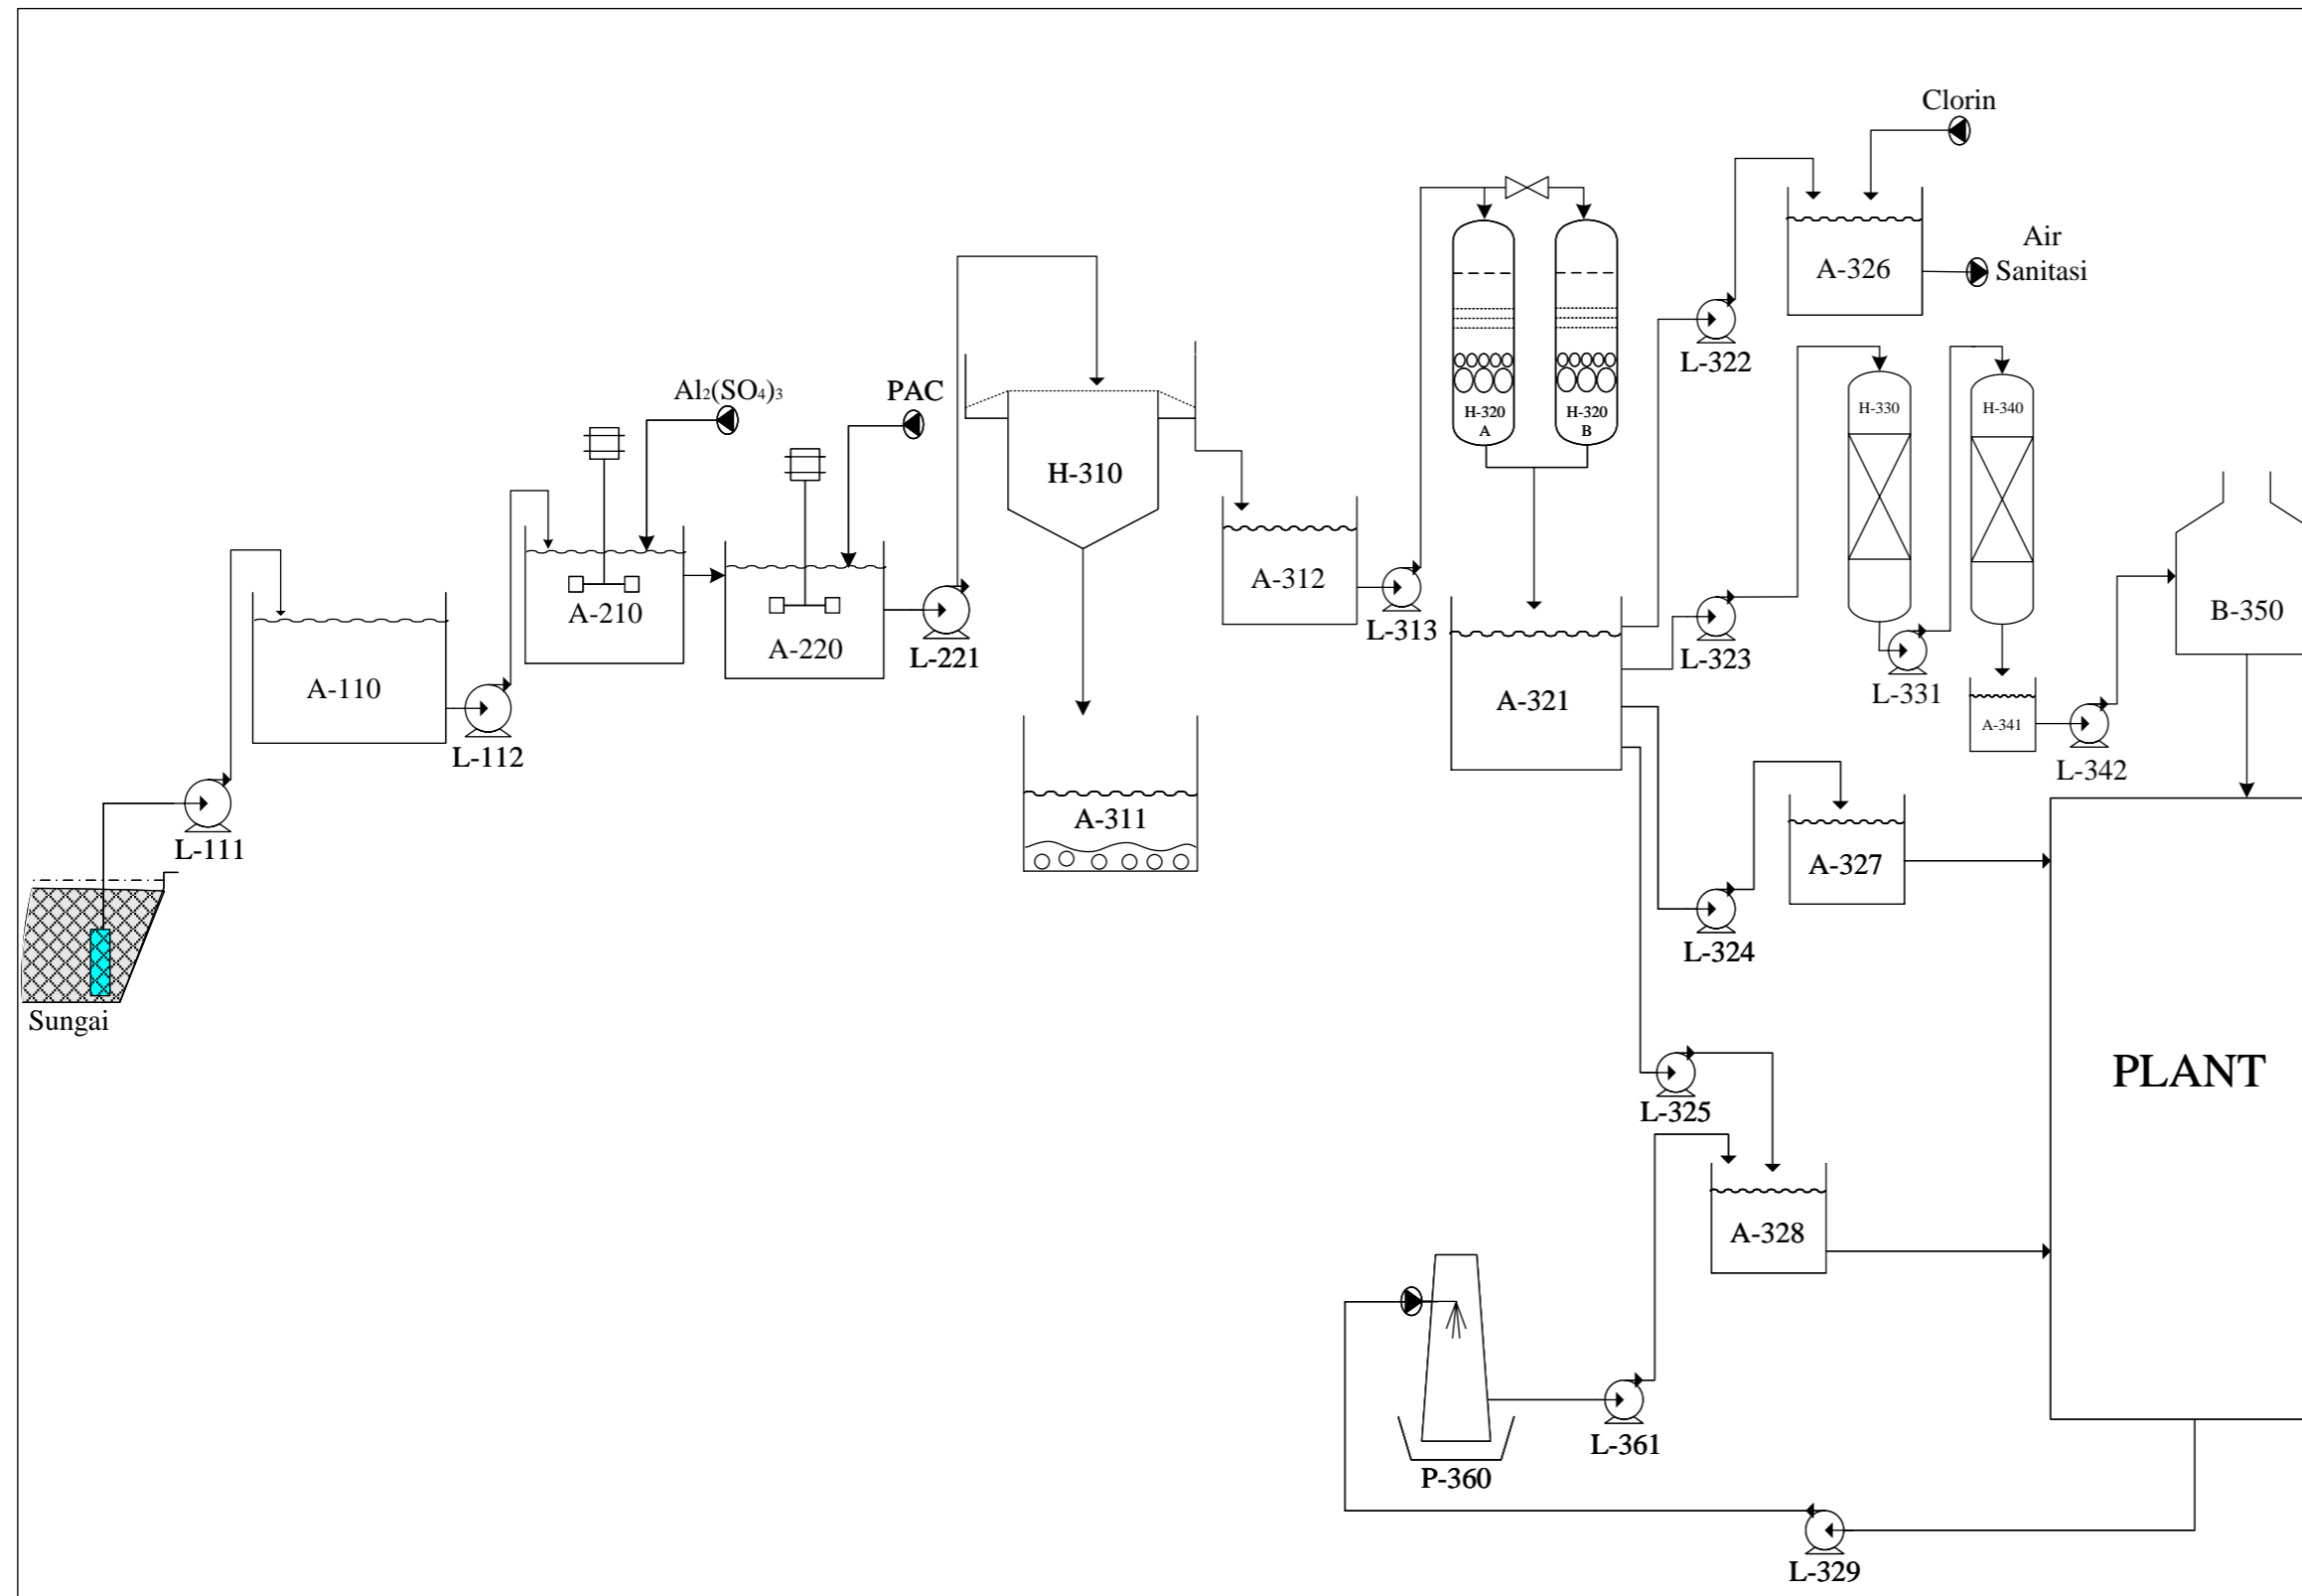 Clorin
Air
Sanitasi
A-326
L-322
Al₂(SO₄)₃
PAC
H-320
A
H-320
B
H-330
H-340
H-310
A-312
L-313
A-210
A-220
L-221
A-110
L-112
L-111
Sungai
A-311
A-321
L-323
L-331
A-341
L-342
B-350
A-327
L-324
L-325
A-328
PLANT
L-361
P-360
L-329